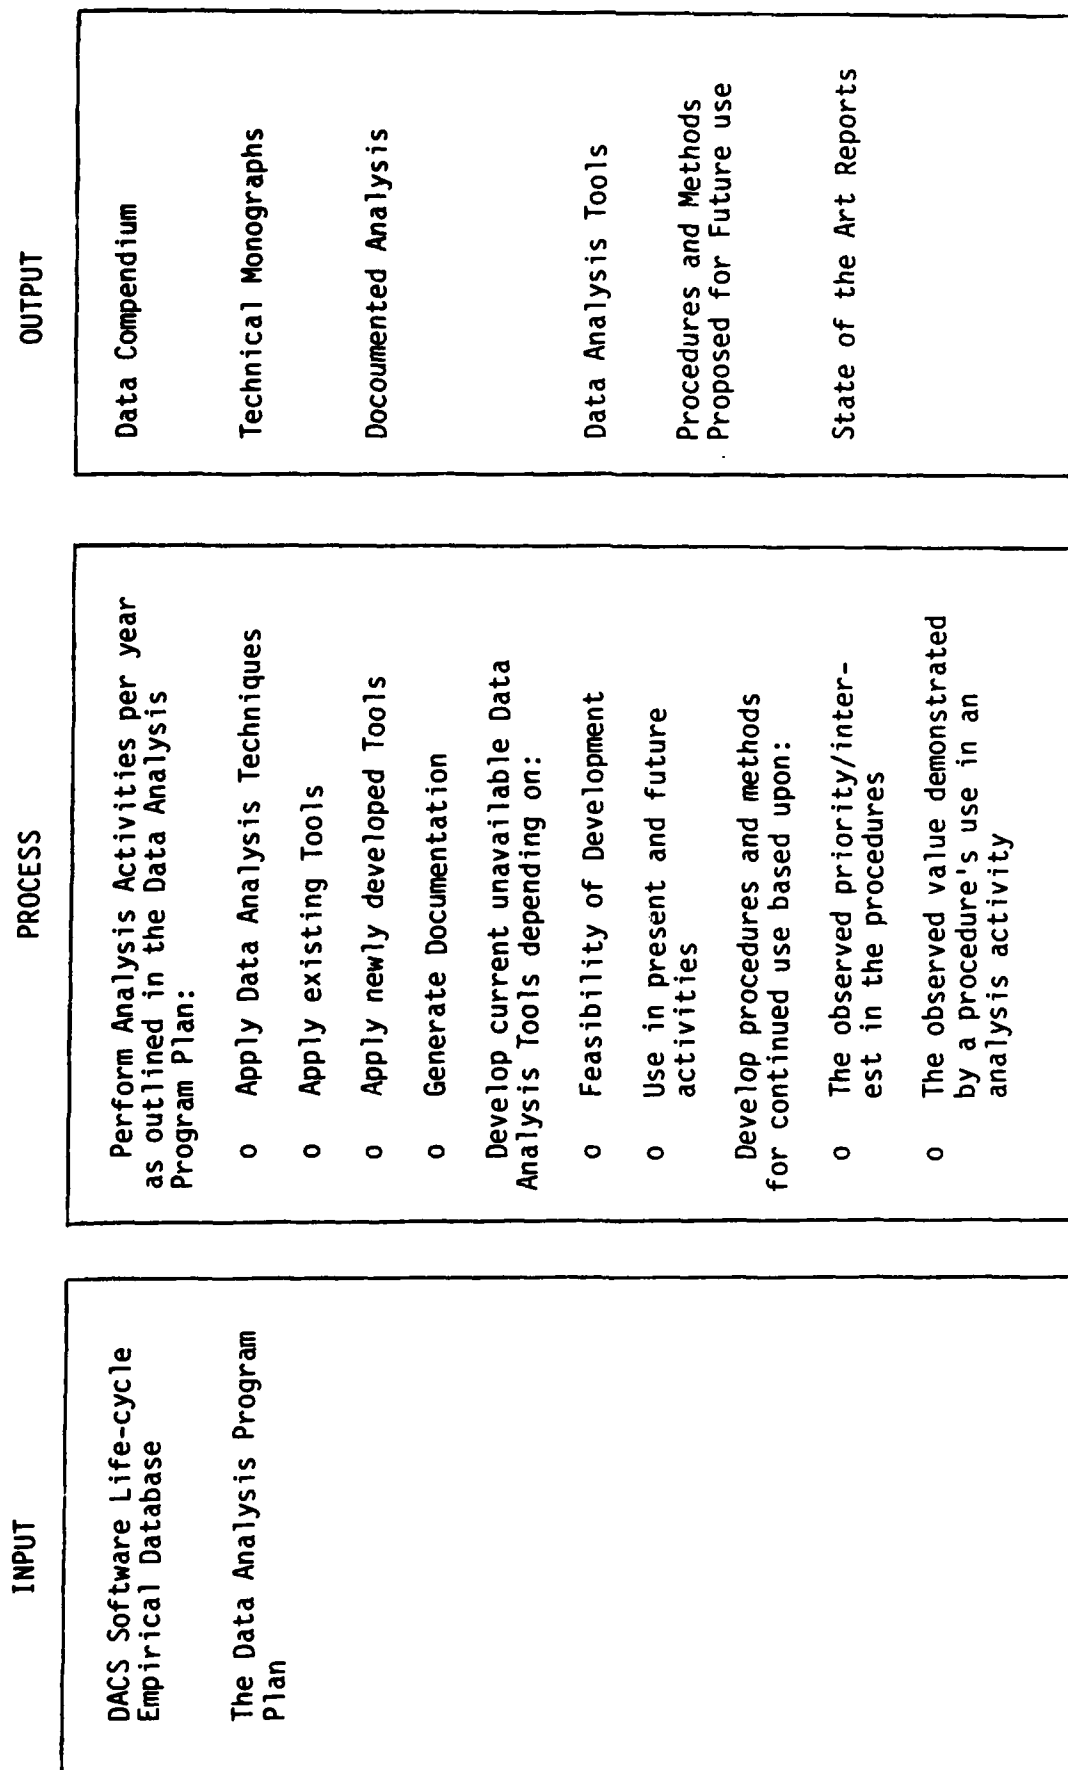 INPUT
DACS Software Life-cycle
Empirical Database
The Data Analysis Program
Plan
PROCESS
Perform Analysis Activities per year
as outlined in the Data Analysis
Program Plan:
o Apply Data Analysis Techniques
o Apply existing Tools
o Apply newly developed Tools
o Generate Documentation
Develop current unavailable Data
Analysis Tools depending on:
o Feasibility of Development
o Use in present and future
activities
Develop procedures and methods
for continued use based upon:
o The observed priority/inter-
est in the procedures
o The observed value demonstrated
by a procedure's use in an
analysis activity
OUTPUT
Data Compendium
Technical Monographs
Docoumented Analysis
Data Analysis Tools
Procedures and Methods
Proposed for Future use
State of the Art Reports